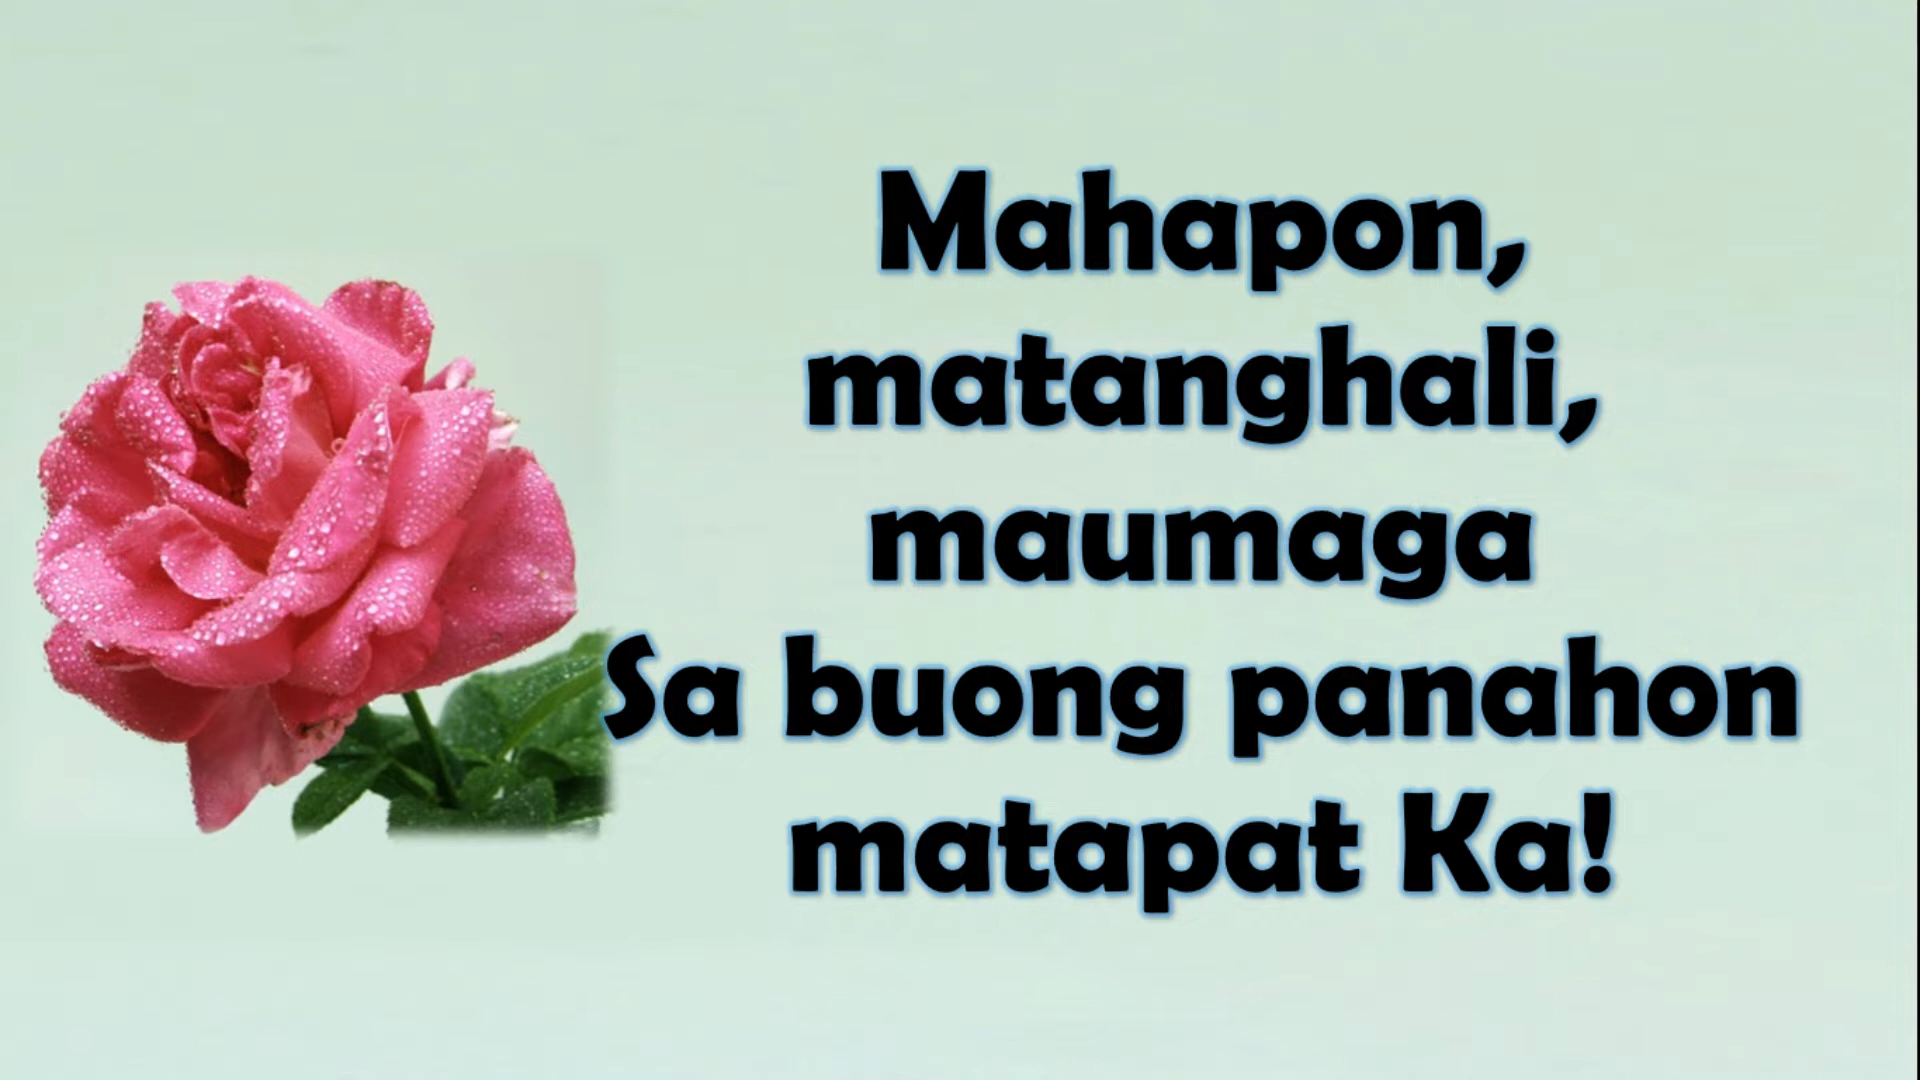 Mahapon,
matanghali,
maumaga
Sa buong panahon
matapat Ka!